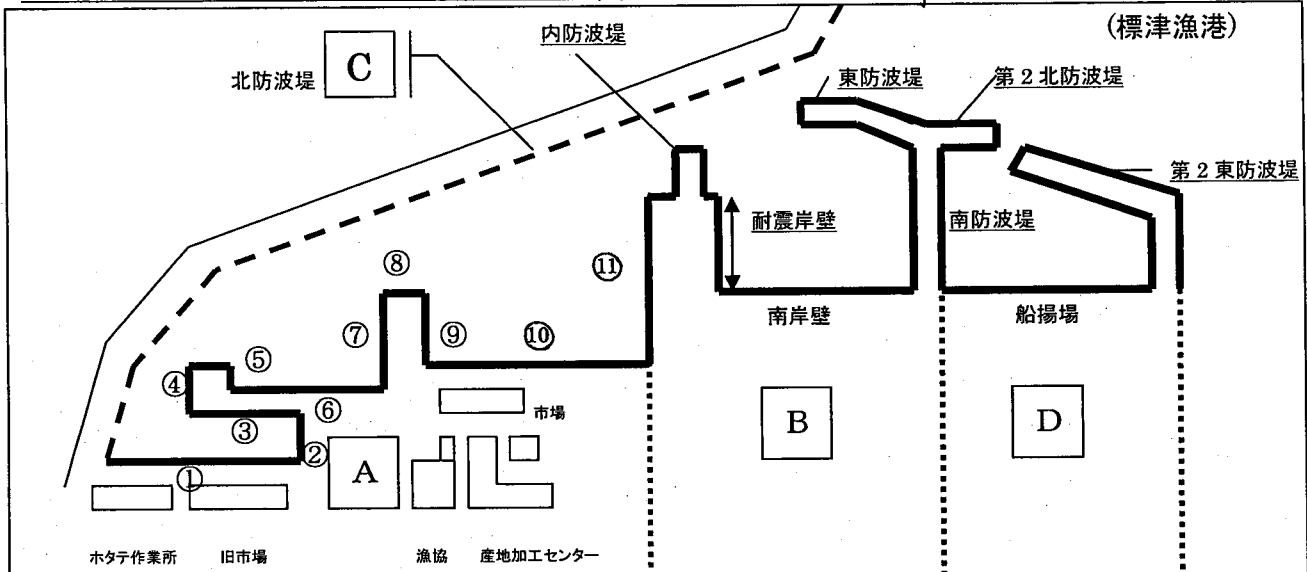 (標津漁港)
内防波堤
北防波堤
C
東防波堤
第2北防波堤
第2東防波堤
耐震岸壁
南防波堤
⑧
⑪
⑦
⑨
⑩
南岸壁
船揚場
⑤
④
⑥
③
市場
②
A
B
D
①
ホタテ作業所
旧市場
漁協
産地加工センター